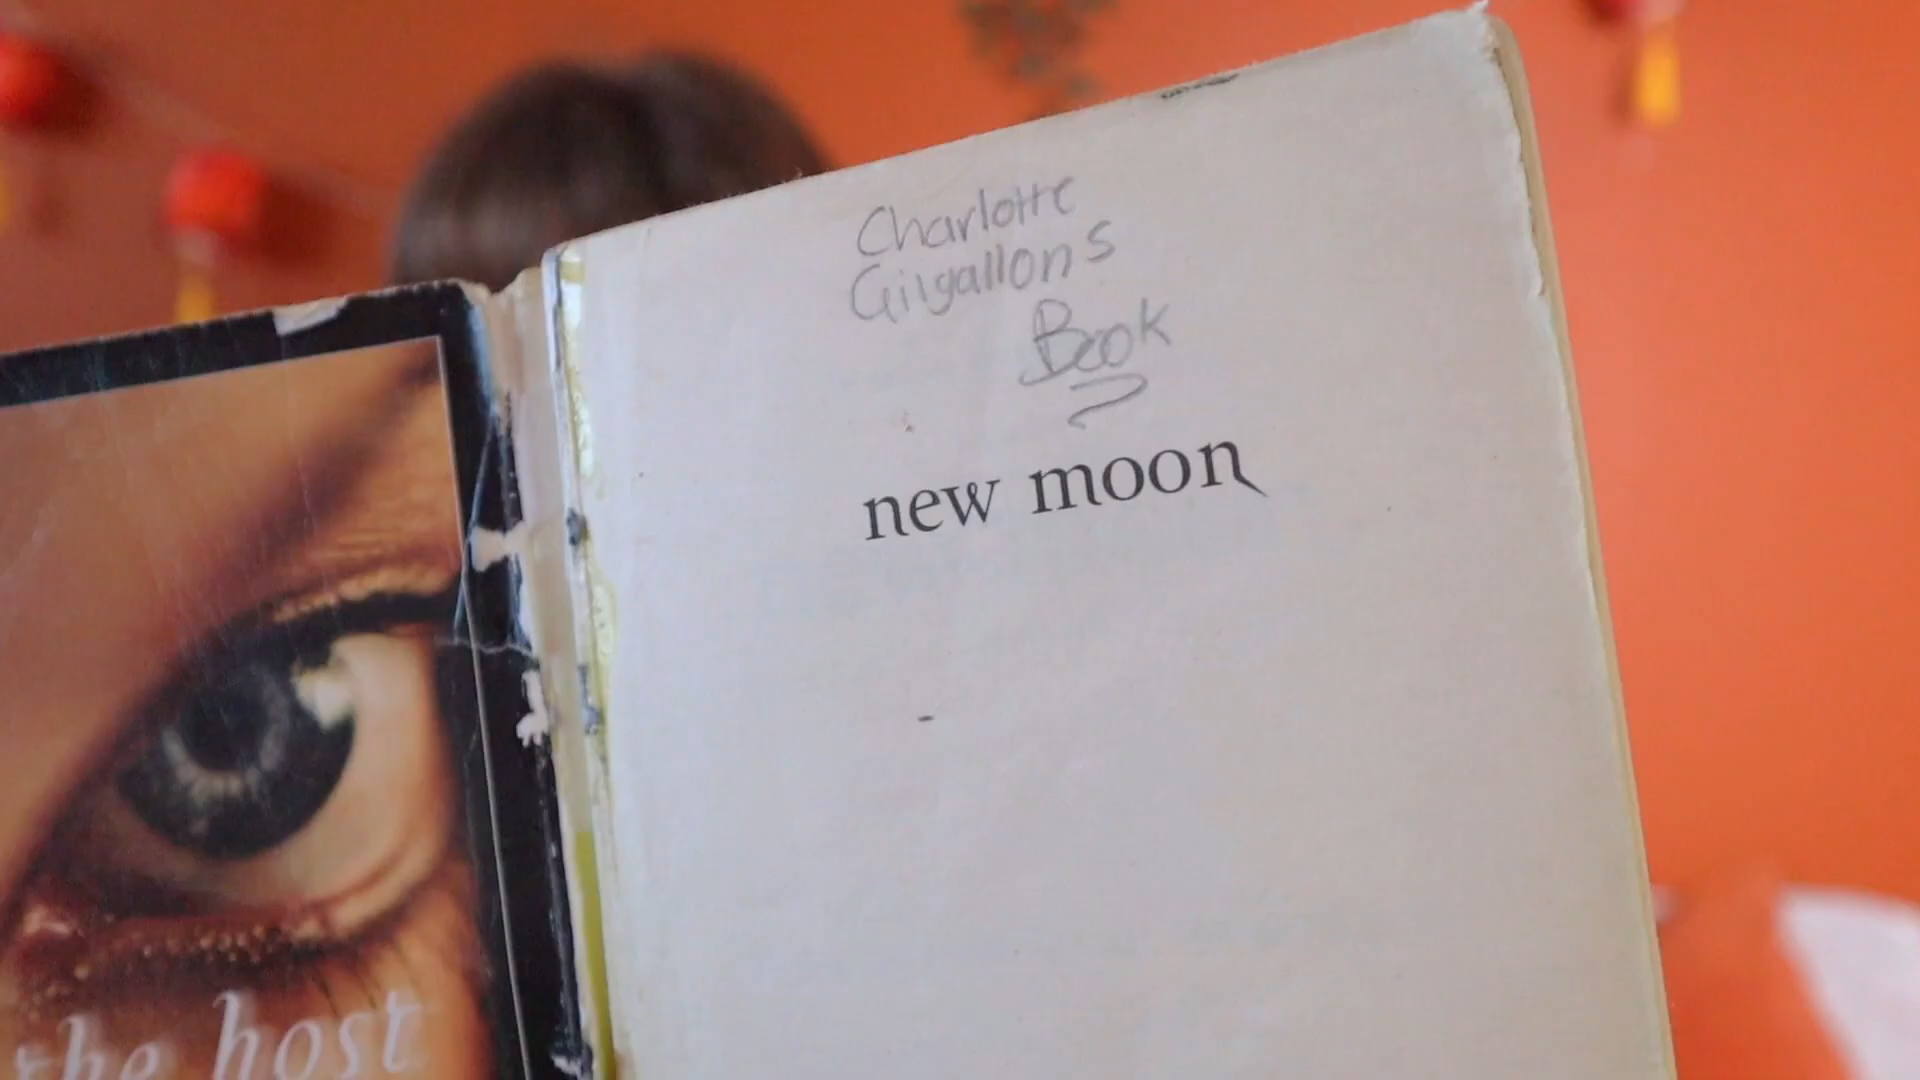 Charlotte
Gilgallons
Book
new moon
the host